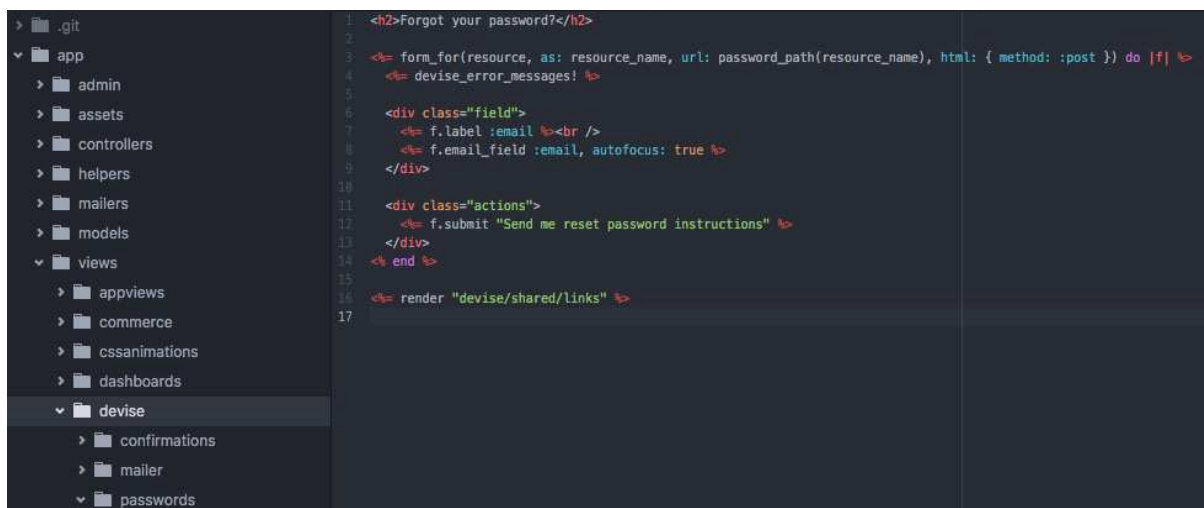 .git
app
admin
assets
controllers
helpers
mailers
models
views
appviews
commerce
cssanimations
dashboards
devise
confirmations
mailer
passwords
1 <h2>Forgot your password?</h2>
2
3 <%= form_for(resource, as: resource_name, url: password_path(resource_name), html: { method: :post }) do |f| %>
4 <%= devise_error_messages! %>
5
6 <div class="field">
7 <%= f.label :email %><br />
8 <%= f.email_field :email, autofocus: true %>
9 </div>
10
11 <div class="actions">
12 <%= f.submit "Send me reset password instructions" %>
13 </div>
14 <% end %>
15
16 <%= render "devise/shared/links" %>
17